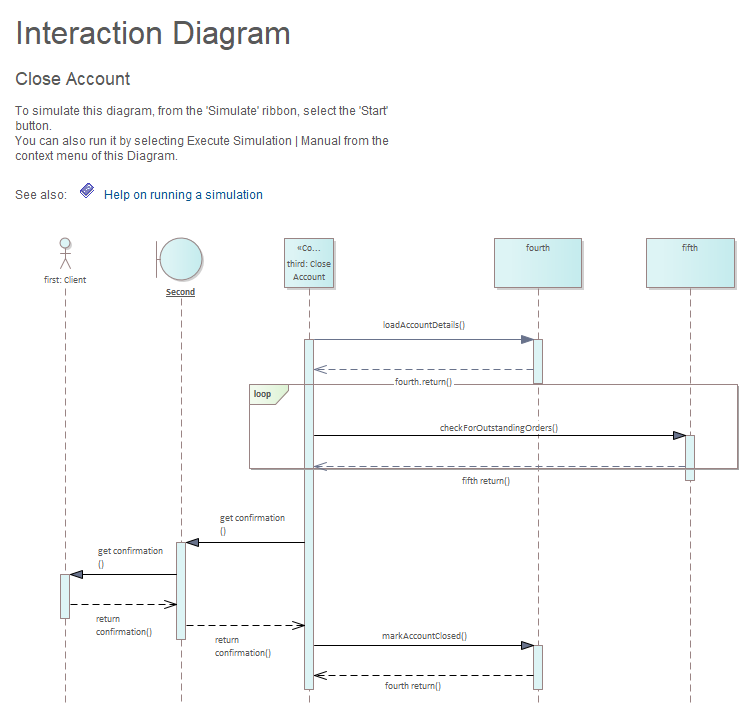 Interaction Diagram
Close Account
To simulate this diagram, from the 'Simulate' ribbon, select the 'Start'
button.
You can also run it by selecting Execute Simulation | Manual from the
context menu of this Diagram.
See also: Help on running a simulation
first: Client
Second
«Co...
third: Close
Account
fourth
fifth
loadAccountDetails()
fourth.return()
loop
checkForOutstandingOrders()
fifth return()
get confirmation
()
get confirmation
()
return
confirmation()
return
confirmation()
markAccountClosed()
fourth return()